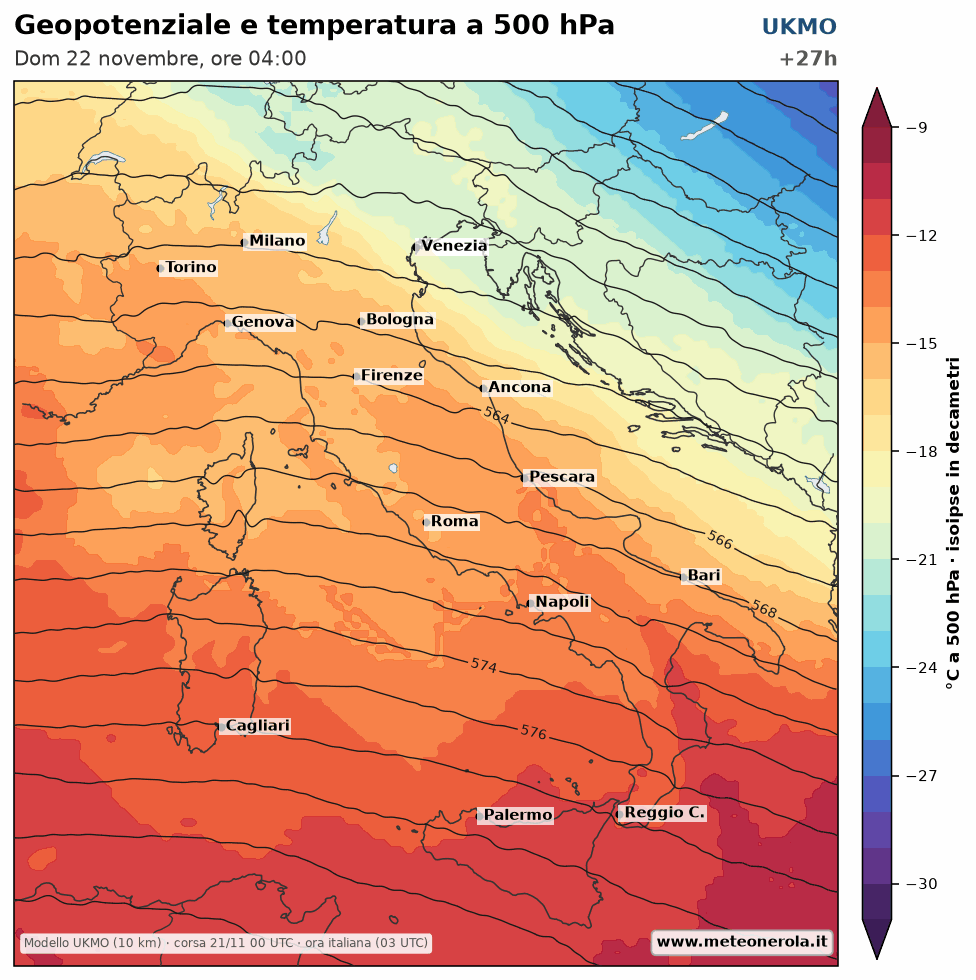 Geopotenziale e temperatura a 500 hPa
UKMO
Dom 22 novembre, ore 04:00
+27h
Milano
Venezia
Torino
Genova
Bologna
Firenze
Ancona
564
Pescara
Roma
566
Bari
Napoli
568
574
Cagliari
576
Palermo
Reggio C.
−9
−12
−15
−18
−21
−24
−27
−30
°C a 500 hPa · isoipse in decametri
Modello UKMO (10 km) · corsa 21/11 00 UTC · ora italiana (03 UTC)
www.meteonerola.it